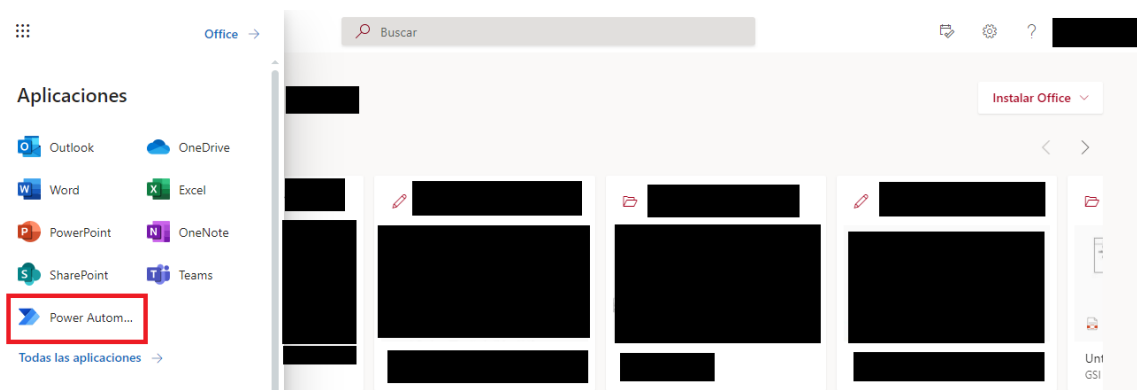 Office →
Buscar
?
Aplicaciones
Instalar Office
Outlook
OneDrive
Word
Excel
PowerPoint
OneNote
SharePoint
Teams
Power Autom...
Todas las aplicaciones →
Unt
GSI